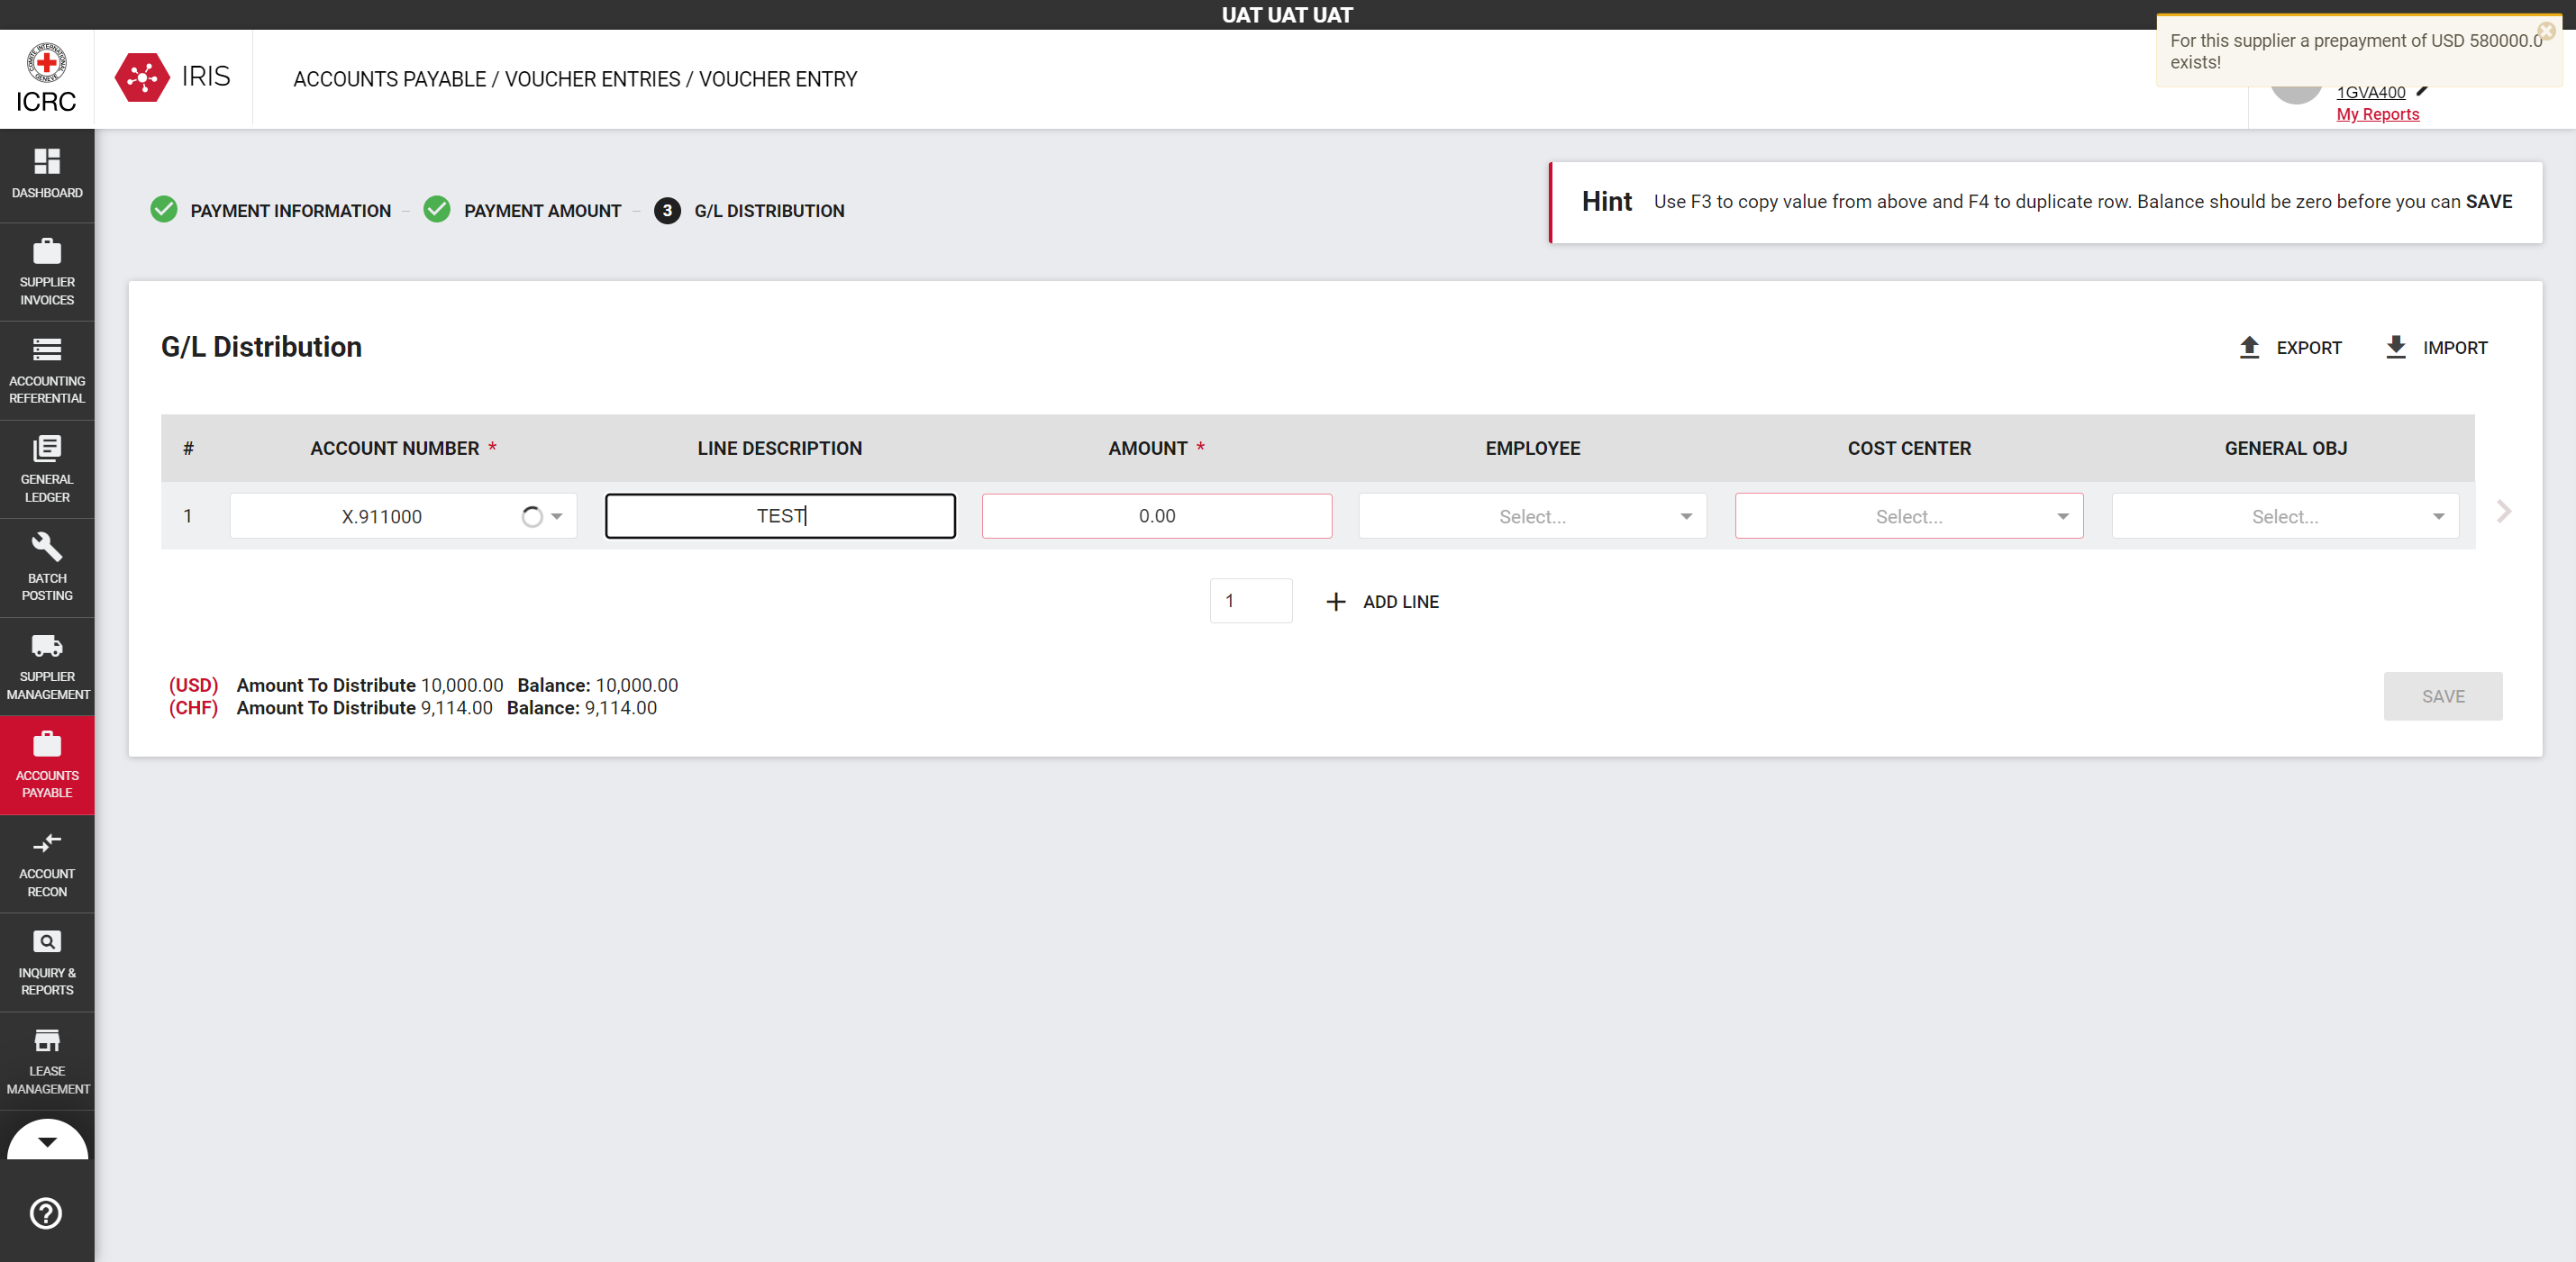 UAT UAT UAT
For this supplier a prepayment of USD 580000.0
exists!
ICRC
IRIS
ACCOUNTS PAYABLE / VOUCHER ENTRIES / VOUCHER ENTRY
1GVA400
My Reports
DASHBOARD
SUPPLIER
INVOICES
ACCOUNTING
REFERENTIAL
GENERAL
LEDGER
BATCH
POSTING
SUPPLIER
MANAGEMENT
ACCOUNTS
PAYABLE
ACCOUNT
RECON
INQUIRY &
REPORTS
LEASE
MANAGEMENT
PAYMENT INFORMATION – PAYMENT AMOUNT – 3 G/L DISTRIBUTION
Hint Use F3 to copy value from above and F4 to duplicate row. Balance should be zero before you can SAVE
G/L Distribution
EXPORT IMPORT
# ACCOUNT NUMBER * LINE DESCRIPTION AMOUNT * EMPLOYEE COST CENTER GENERAL OBJ
1 X.911000 TEST 0.00 Select... Select... Select...
1 + ADD LINE
(USD) Amount To Distribute 10,000.00 Balance: 10,000.00
(CHF) Amount To Distribute 9,114.00 Balance: 9,114.00
SAVE